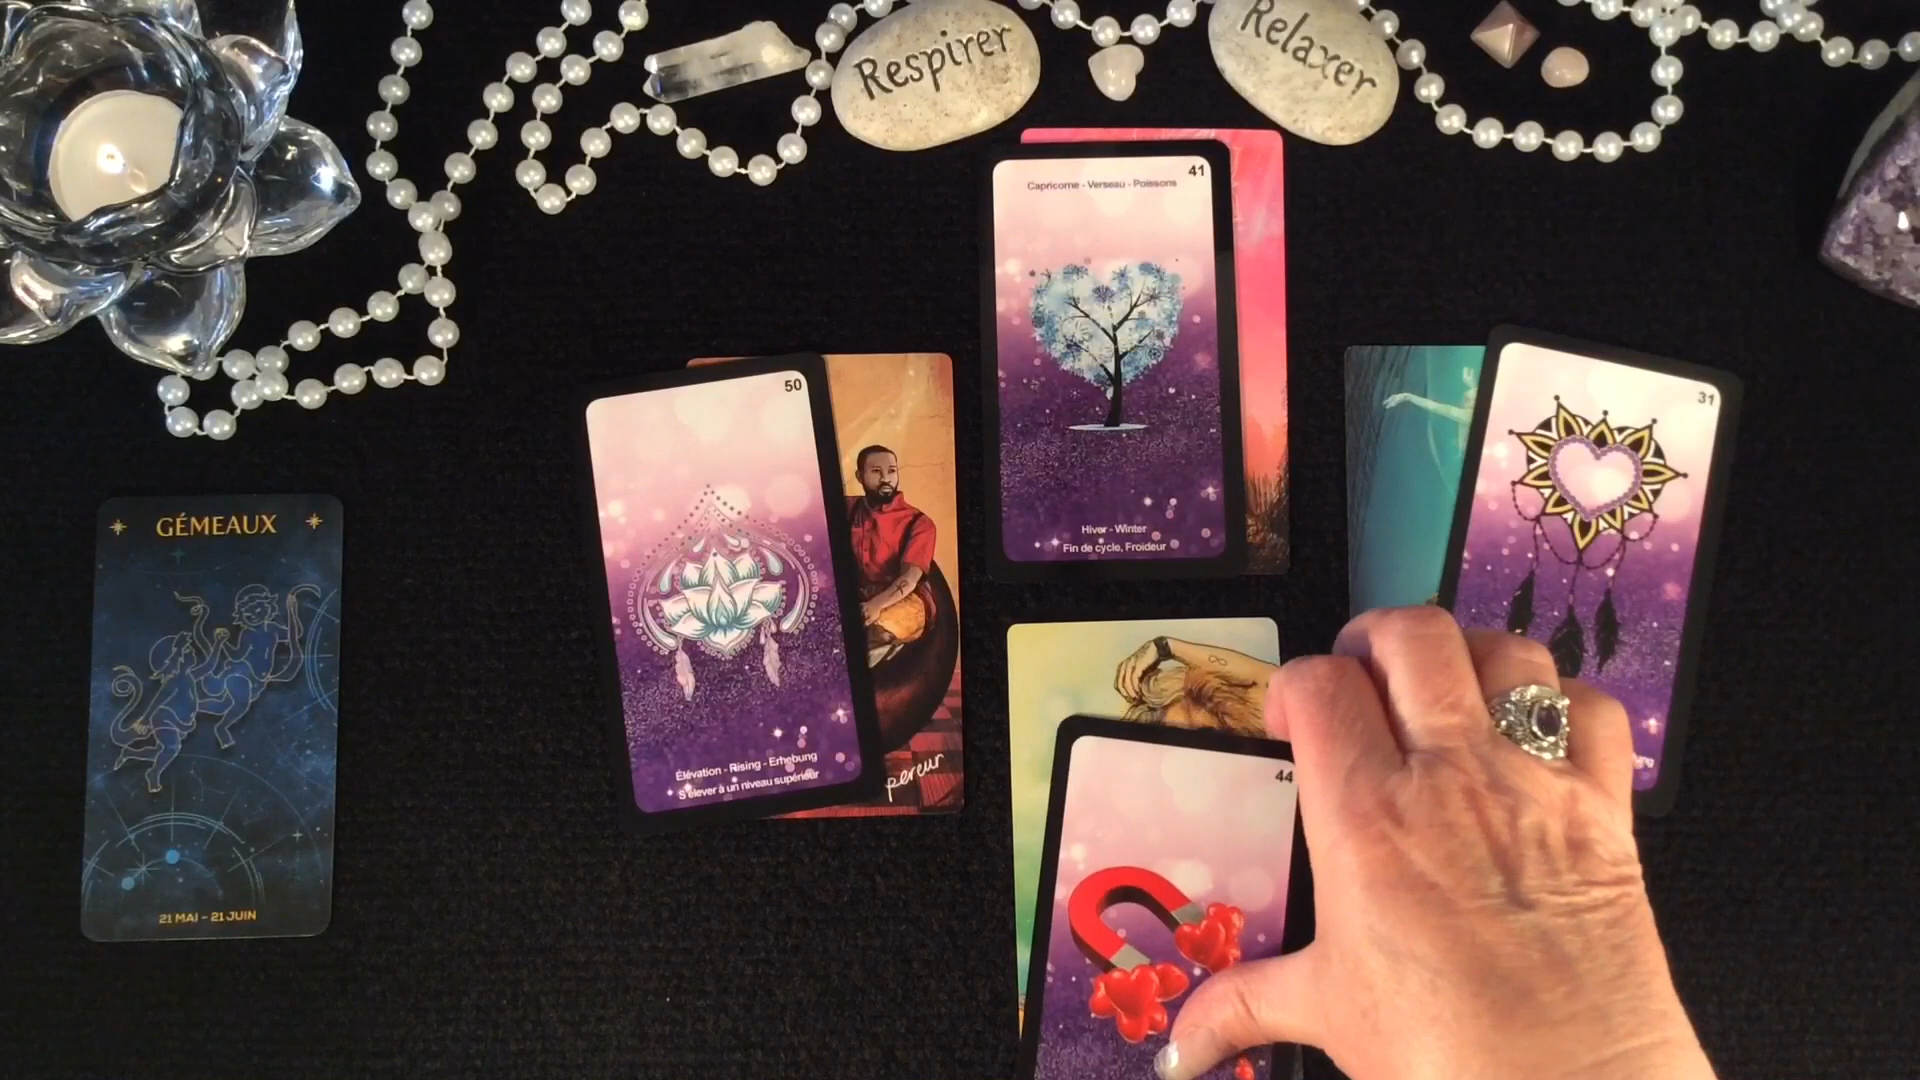 Respirer
Relaxer
41
Capricorne - Verseau - Poissons
Hiver - Winter
Fin de cycle, Froideur
50
Élévation - Rising - Erhebung
S'élever à un niveau supérieur
pereur
31
ng
44
GÉMEAUX
21 MAI - 21 JUIN